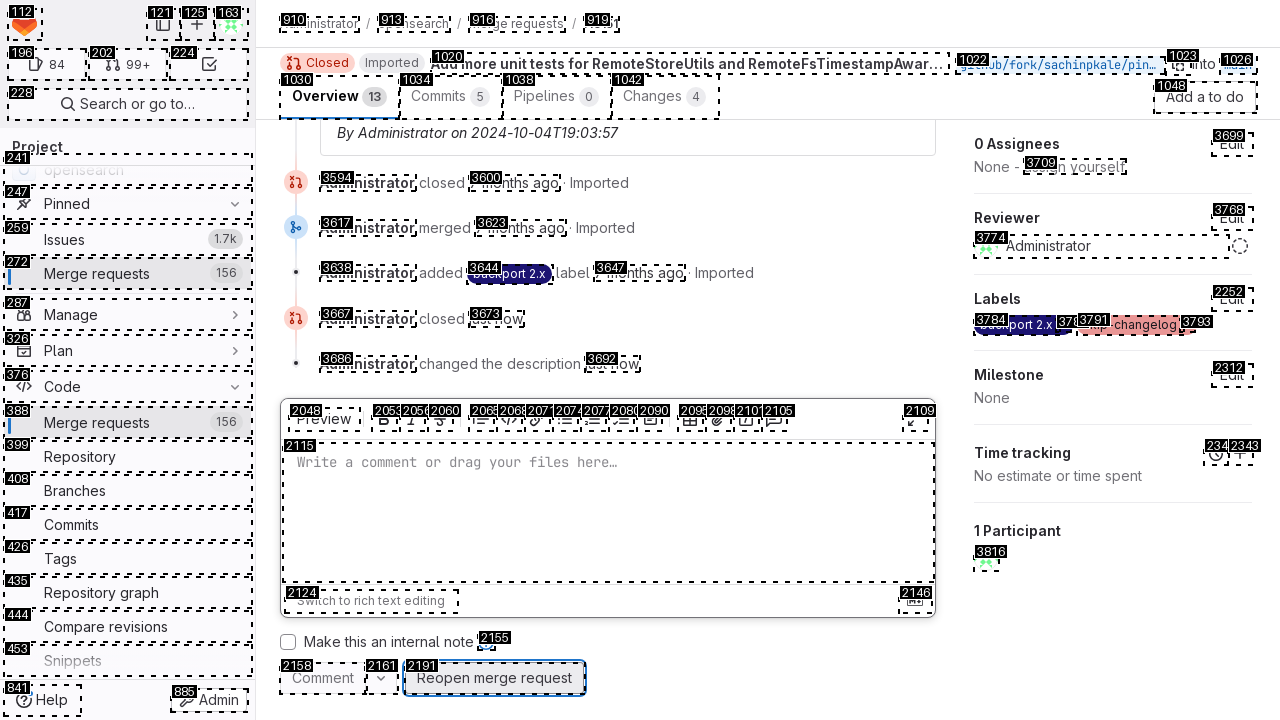 112
121
125
163
196
84
202
99+
224
228
Search or go to…
Project
241
opensearch
247
Pinned
259
Issues
1.7k
272
Merge requests
156
287
Manage
326
Plan
376
Code
388
Merge requests
156
399
Repository
408
Branches
417
Commits
426
Tags
435
Repository graph
444
Compare revisions
453
Snippets
841
Help
885
Admin
910
/
913
opensearch
/
916
/
919
Closed
Imported
1020
Add more unit tests for RemoteStoreUtils and RemoteFsTimestampAwar…
1022
github/fork/sachinpkale/pin…
1023
into
1026
main
1030
Overview
13
1034
Commits
5
1038
Pipelines
0
1042
Changes
4
1048
Add a to do
By Administrator on 2024-10-04T19:03:57
3594
Administrator
closed
3600
7 months ago
· Imported
3617
Administrator
merged
3623
7 months ago
· Imported
3638
Administrator
added
3644
backport 2.x
label
3647
7 months ago
· Imported
3667
Administrator
closed
3673
just now
3686
Administrator
changed the description
3692
just now
2048
Preview
2053
2056
2060
2065
2068
2071
2074
2077
2080
2090
2095
2098
2101
2105
2109
2115
Write a comment or drag your files here…
2124
Switch to rich text editing
2146
Make this an internal note
2155
2158
Comment
2161
2191
Reopen merge request
0 Assignees
3699
Edit
None -
3709
assign yourself
Reviewer
3768
Edit
3774
Administrator
Labels
2252
Edit
3784
backport 2.x
3791
skip-changelog
3793
Milestone
2312
Edit
None
Time tracking
234
2343
No estimate or time spent
1 Participant
3816